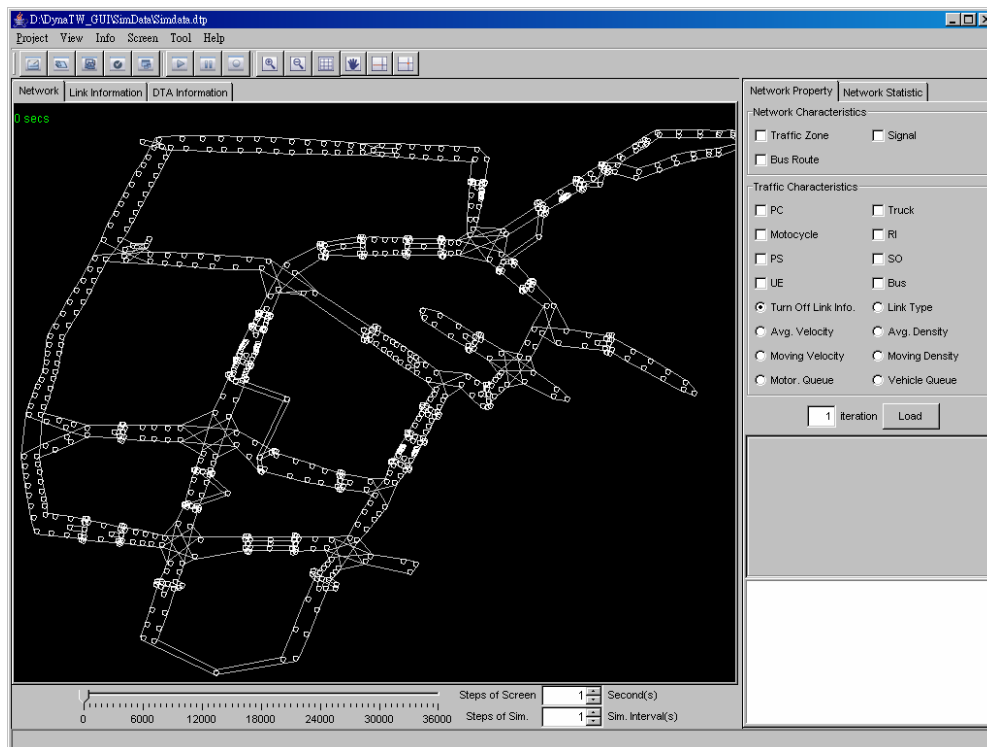 D:\DynaTW_GUI\SimData\Simdata.dtp
Project View Info Screen Tool Help
Network Link Information DTA Information
0 secs
Network Property Network Statistic
Network Characteristics
Traffic Zone Signal
Bus Route
Traffic Characteristics
PC Truck
Motocycle RI
PS SO
UE Bus
Turn Off Link Info. Link Type
Avg. Velocity Avg. Density
Moving Velocity Moving Density
Motor. Queue Vehicle Queue
1 iteration Load
Steps of Screen 1 Second(s)
Steps of Sim. 1 Sim. Interval(s)
0 6000 12000 18000 24000 30000 36000